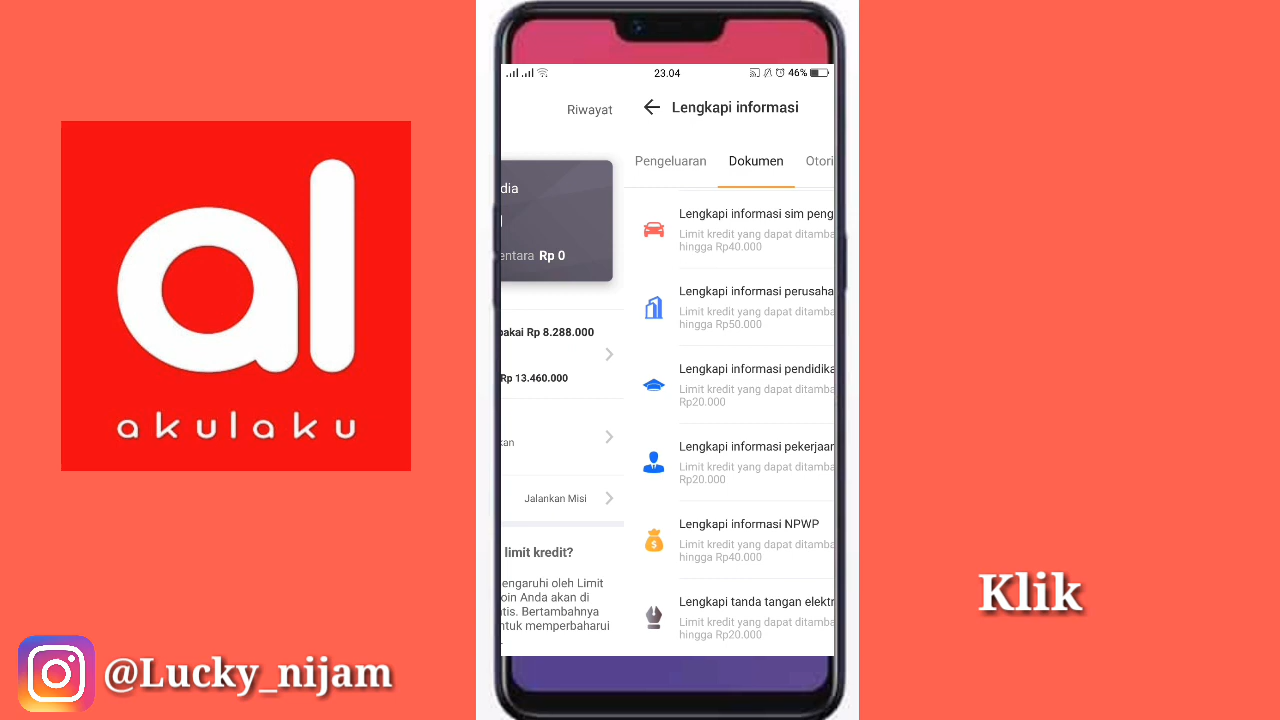 akulaku
@Lucky_nijam
23.04
46%
Riwayat
dia
entara Rp 0
pakai Rp 8.288.000
Rp 13.460.000
kan
Jalankan Misi
limit kredit?
engaruhi oleh Limit
oin Anda akan di
tis. Bertambahnya
ntuk memperbaharui
Lengkapi informasi
Pengeluaran Dokumen Otori
Lengkapi informasi sim peng
Limit kredit yang dapat ditamba
hingga Rp40.000
Lengkapi informasi perusaha
Limit kredit yang dapat ditamba
hingga Rp50.000
Lengkapi informasi pendidika
Limit kredit yang dapat ditamba
Rp20.000
Lengkapi informasi pekerjaan
Limit kredit yang dapat ditamba
Rp20.000
Lengkapi informasi NPWP
Limit kredit yang dapat ditamba
hingga Rp40.000
Lengkapi tanda tangan elektr
Limit kredit yang dapat ditamba
hingga Rp20.000
Klik